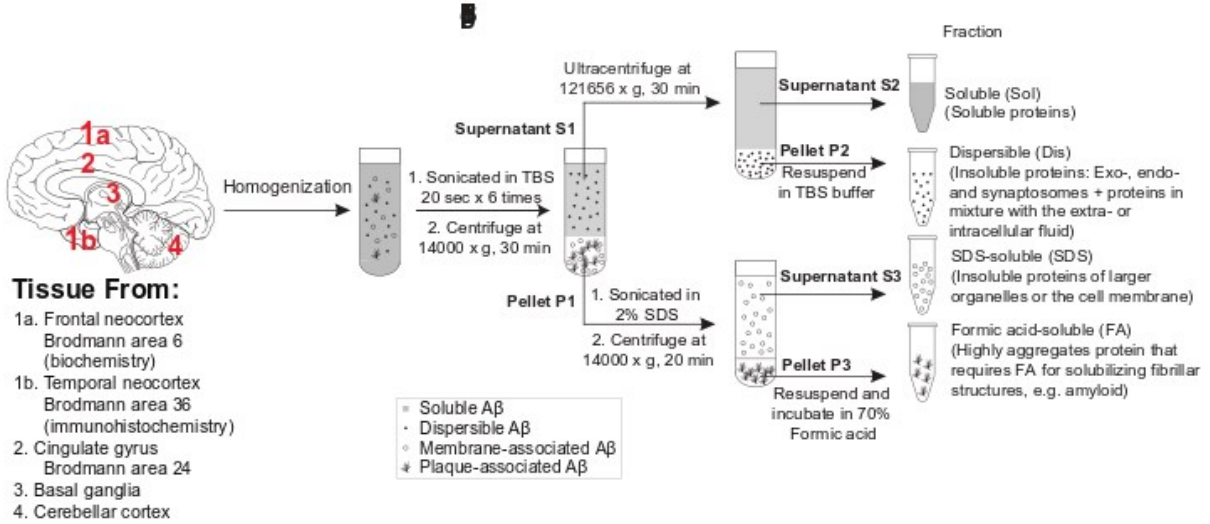 Fraction
1a
2
3
1b
4
Homogenization
1. Sonicated in TBS
20 sec x 6 times
2. Centrifuge at
14000 x g, 30 min
Supernatant S1
Pellet P1
Ultracentrifuge at
121656 x g, 30 min
Supernatant S2
Pellet P2
Resuspend
in TBS buffer
1. Sonicated in
2% SDS
2. Centrifuge at
14000 x g, 20 min
Supernatant S3
Pellet P3
Resuspend and
incubate in 70%
Formic acid
Soluble (Sol)
(Soluble proteins)
Dispersible (Dis)
(Insoluble proteins: Exo-, endo-
and synaptosomes + proteins in
mixture with the extra- or
intracellular fluid)
SDS-soluble (SDS)
(Insoluble proteins of larger
organelles or the cell membrane)
Formic acid-soluble (FA)
(Highly aggregates protein that
requires FA for solubilizing fibrillar
structures, e.g. amyloid)
Tissue From:
1a. Frontal neocortex
Brodmann area 6
(biochemistry)
1b. Temporal neocortex
Brodmann area 36
(immunohistochemistry)
2. Cingulate gyrus
Brodmann area 24
3. Basal ganglia
4. Cerebellar cortex
Soluble Aβ
Dispersible Aβ
Membrane-associated Aβ
Plaque-associated Aβ